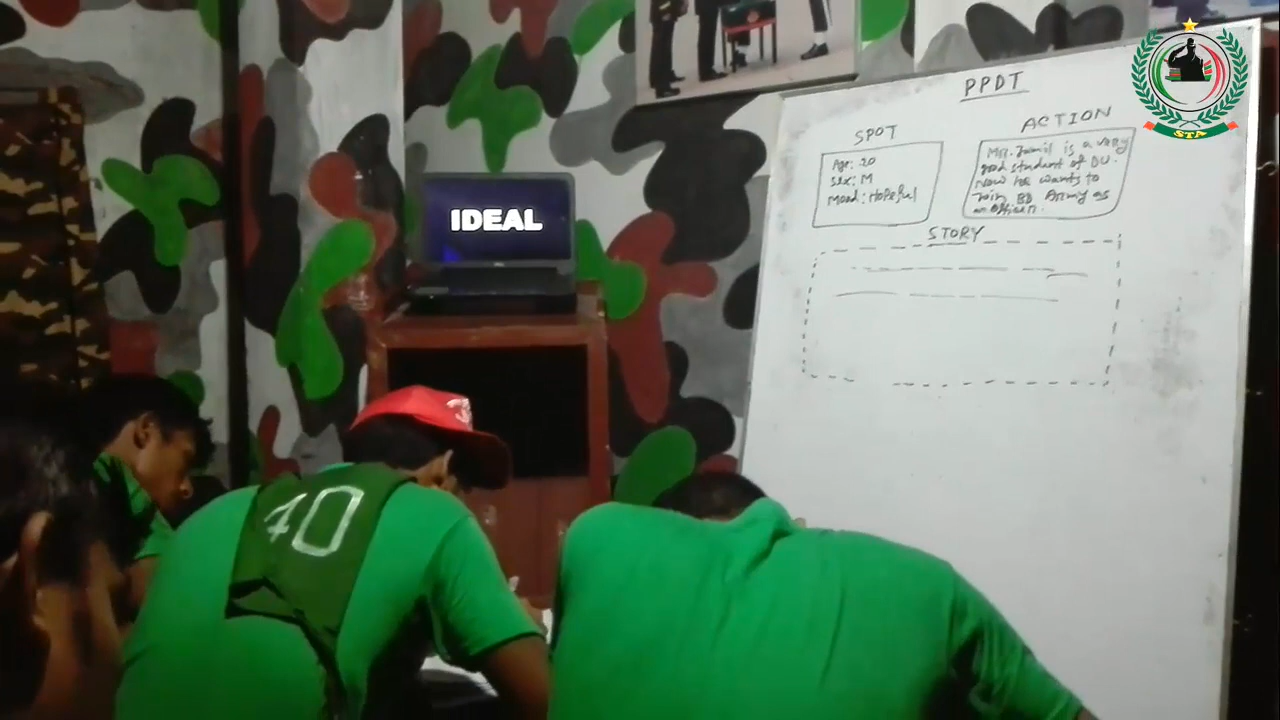 PPDT
SPOT
Age: 20
Sex: M
Mood: Hopeful
ACTION
Mr. Jamil is a very
good student of DU.
Now he wants to
Join BD Army as
an officer.
STORY
IDEAL
40
STA